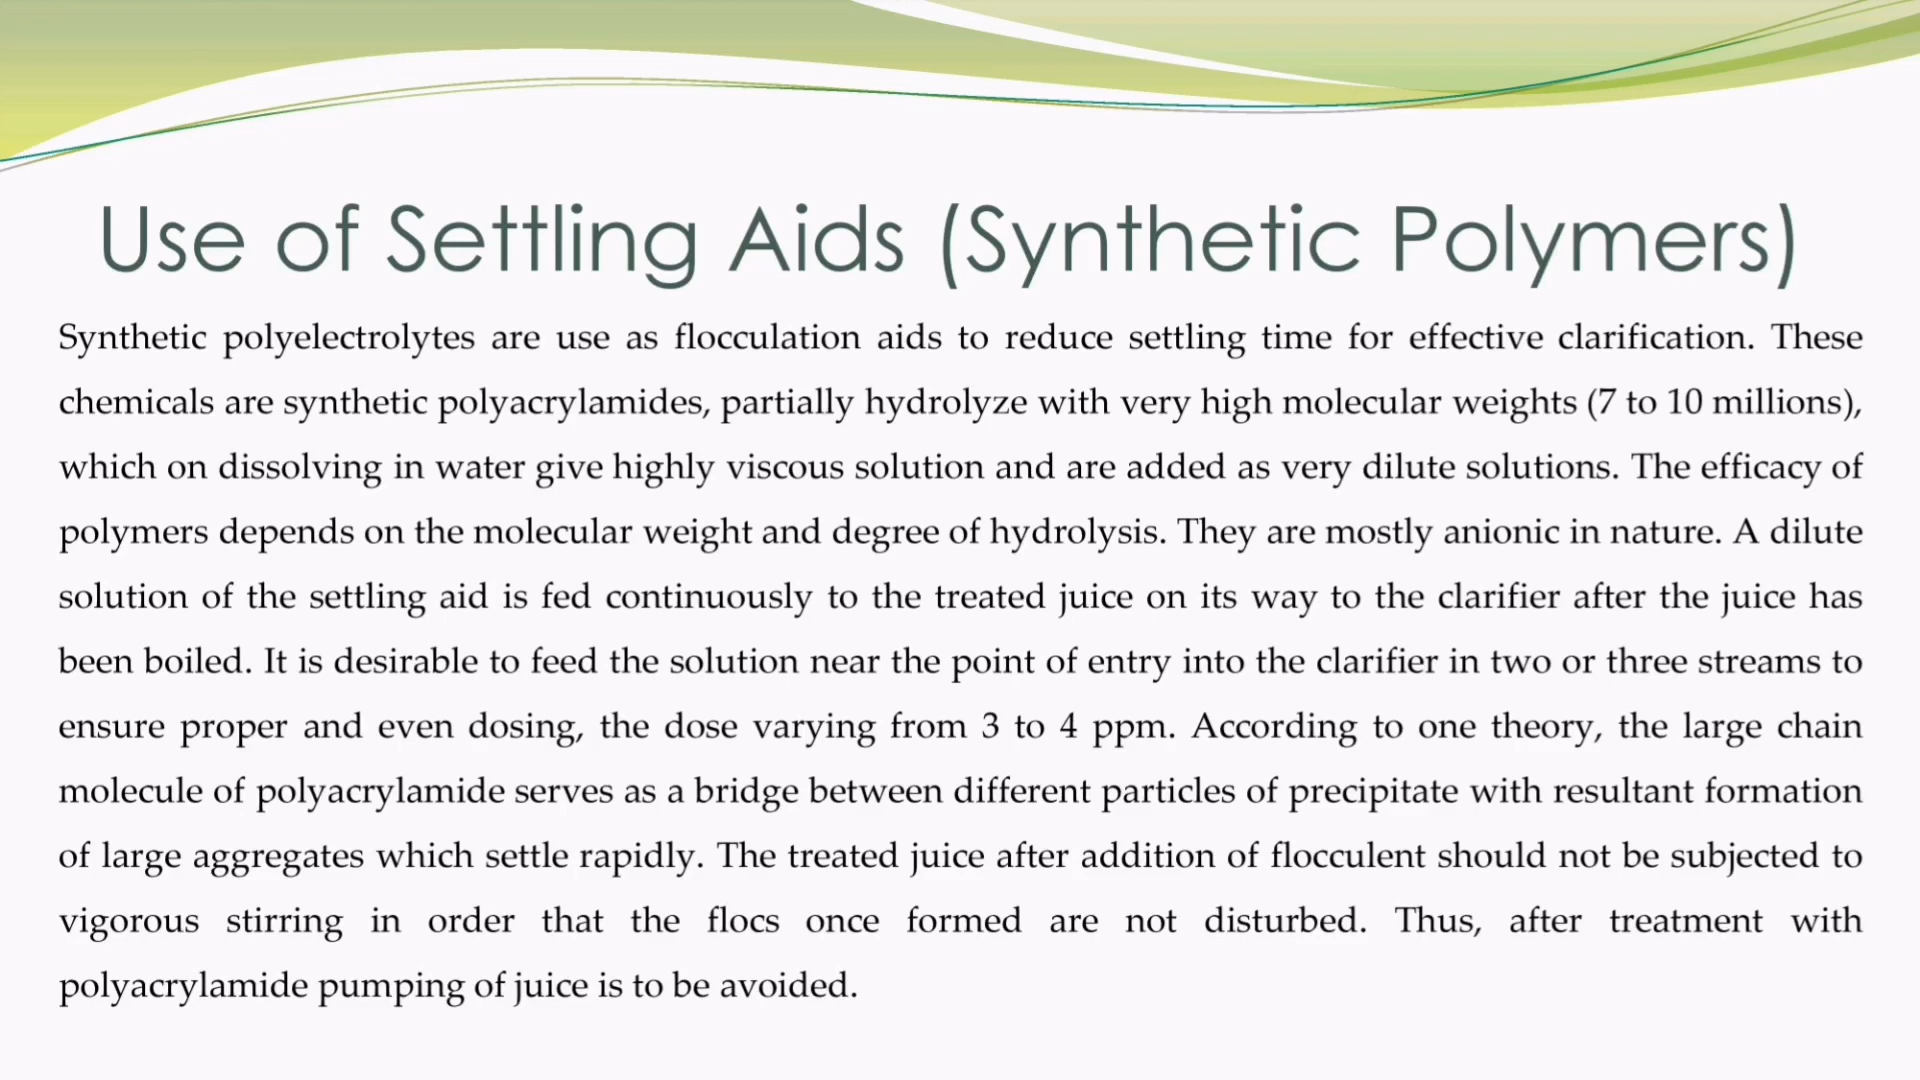 Use of Settling Aids (Synthetic Polymers)
Synthetic polyelectrolytes are use as flocculation aids to reduce settling time for effective clarification. These
chemicals are synthetic polyacrylamides, partially hydrolyze with very high molecular weights (7 to 10 millions),
which on dissolving in water give highly viscous solution and are added as very dilute solutions. The efficacy of
polymers depends on the molecular weight and degree of hydrolysis. They are mostly anionic in nature. A dilute
solution of the settling aid is fed continuously to the treated juice on its way to the clarifier after the juice has
been boiled. It is desirable to feed the solution near the point of entry into the clarifier in two or three streams to
ensure proper and even dosing, the dose varying from 3 to 4 ppm. According to one theory, the large chain
molecule of polyacrylamide serves as a bridge between different particles of precipitate with resultant formation
of large aggregates which settle rapidly. The treated juice after addition of flocculent should not be subjected to
vigorous stirring in order that the flocs once formed are not disturbed. Thus, after treatment with
polyacrylamide pumping of juice is to be avoided.